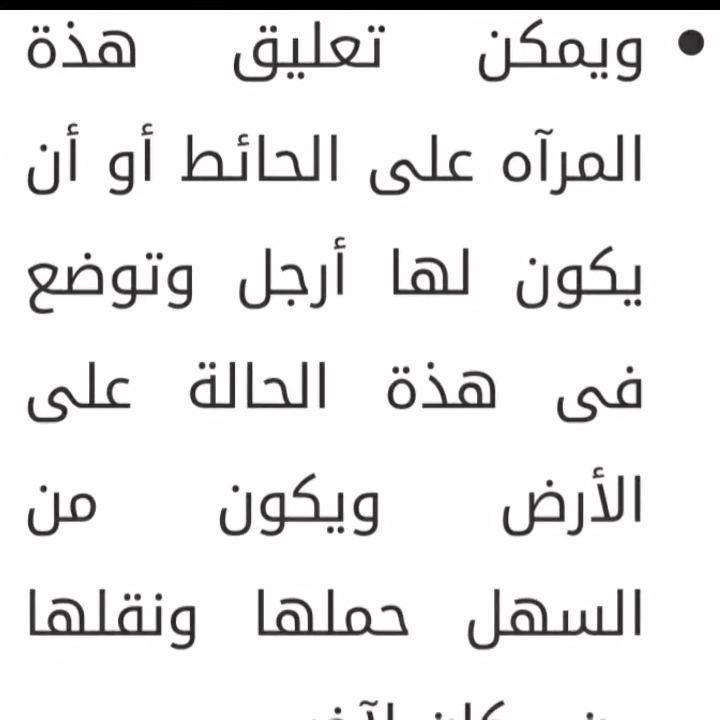 • ويمكن تعليق هذة
المرآه على الحائط أو أن
يكون لها أرجل وتوضع
فى هذة الحالة على
الأرض ويكون من
السهل حملها ونقلها